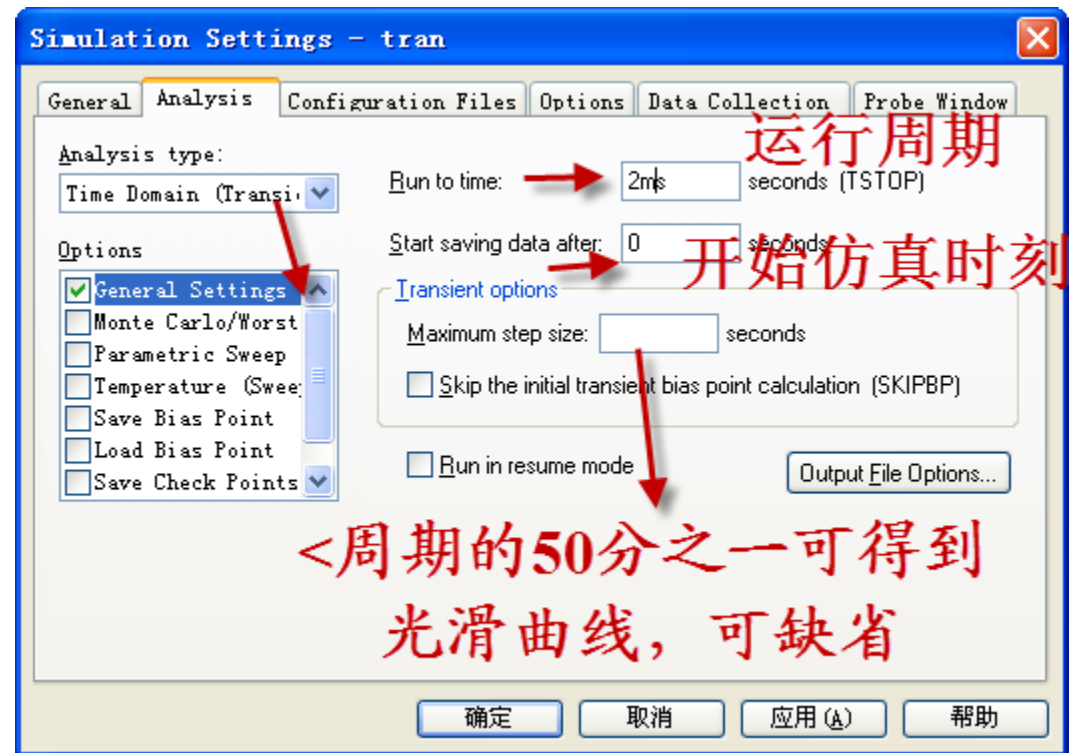 Simulation Settings - tran
General Analysis Configuration Files Options Data Collection Probe Window
运行周期
Analysis type:
Time Domain (Transi
Run to time: 2ms seconds (TSTOP)
Start saving data after: 0 seconds
开始仿真时刻
Options
General Settings
Monte Carlo/Worst
Parametric Sweep
Temperature (Swee
Save Bias Point
Load Bias Point
Save Check Points
Transient options
Maximum step size: seconds
Skip the initial transient bias point calculation (SKIPBP)
Run in resume mode
Output File Options...
<周期的50分之一可得到
光滑曲线，可缺省
确定 取消 应用(A) 帮助